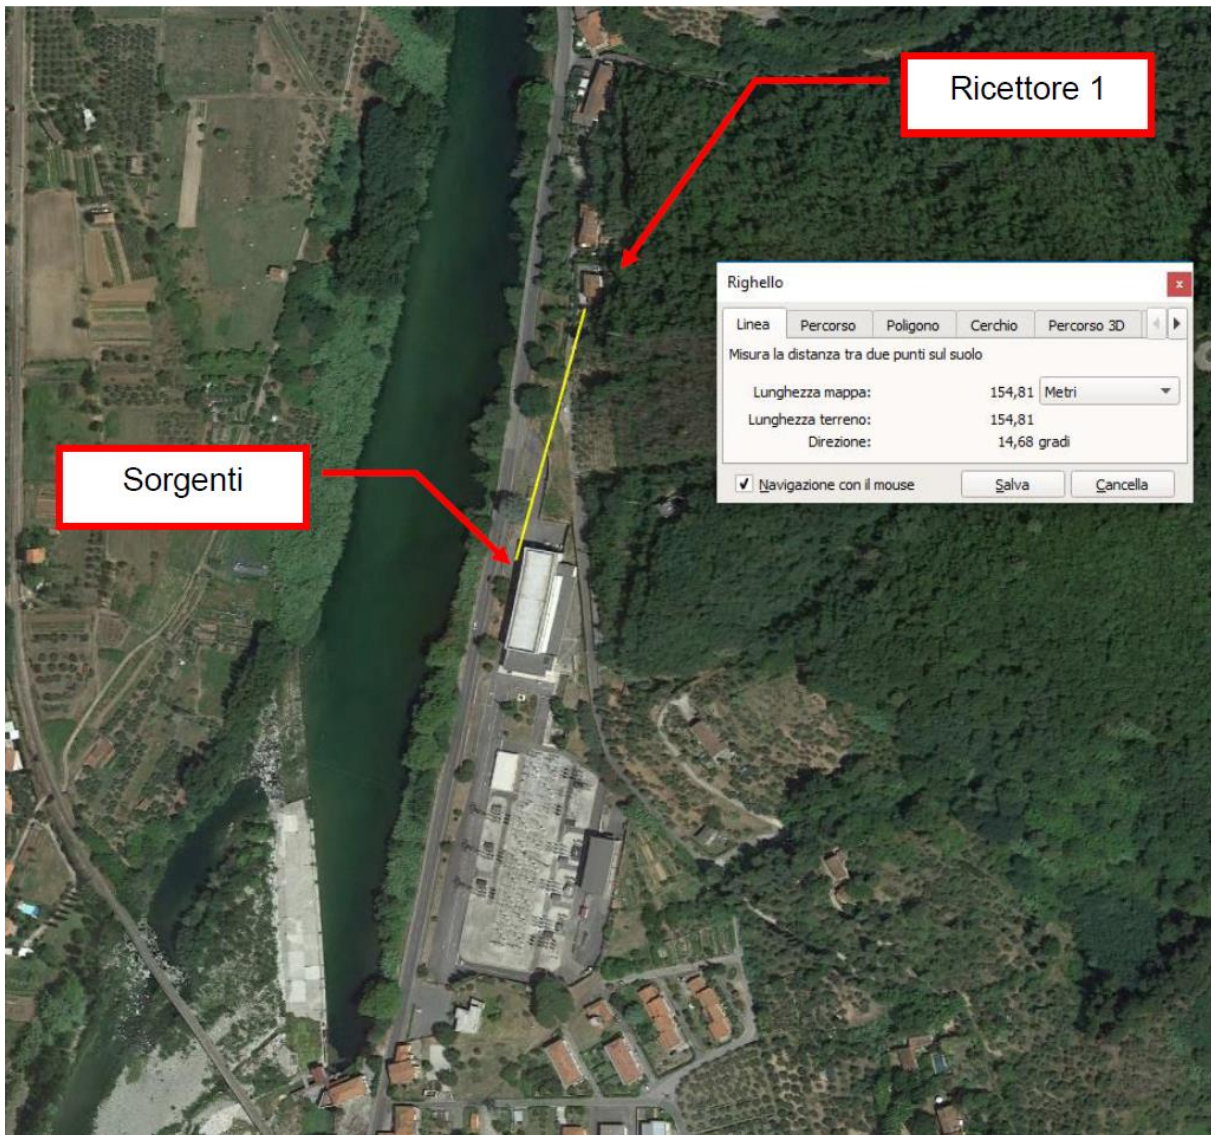 Ricettore 1
Righello
x
Linea Percorso Poligono Cerchio Percorso 3D
Misura la distanza tra due punti sul suolo
Lunghezza mappa: 154,81 Metri
Lunghezza terreno: 154,81
Direzione: 14,68 gradi
Navigazione con il mouse Salva Cancella
Sorgenti